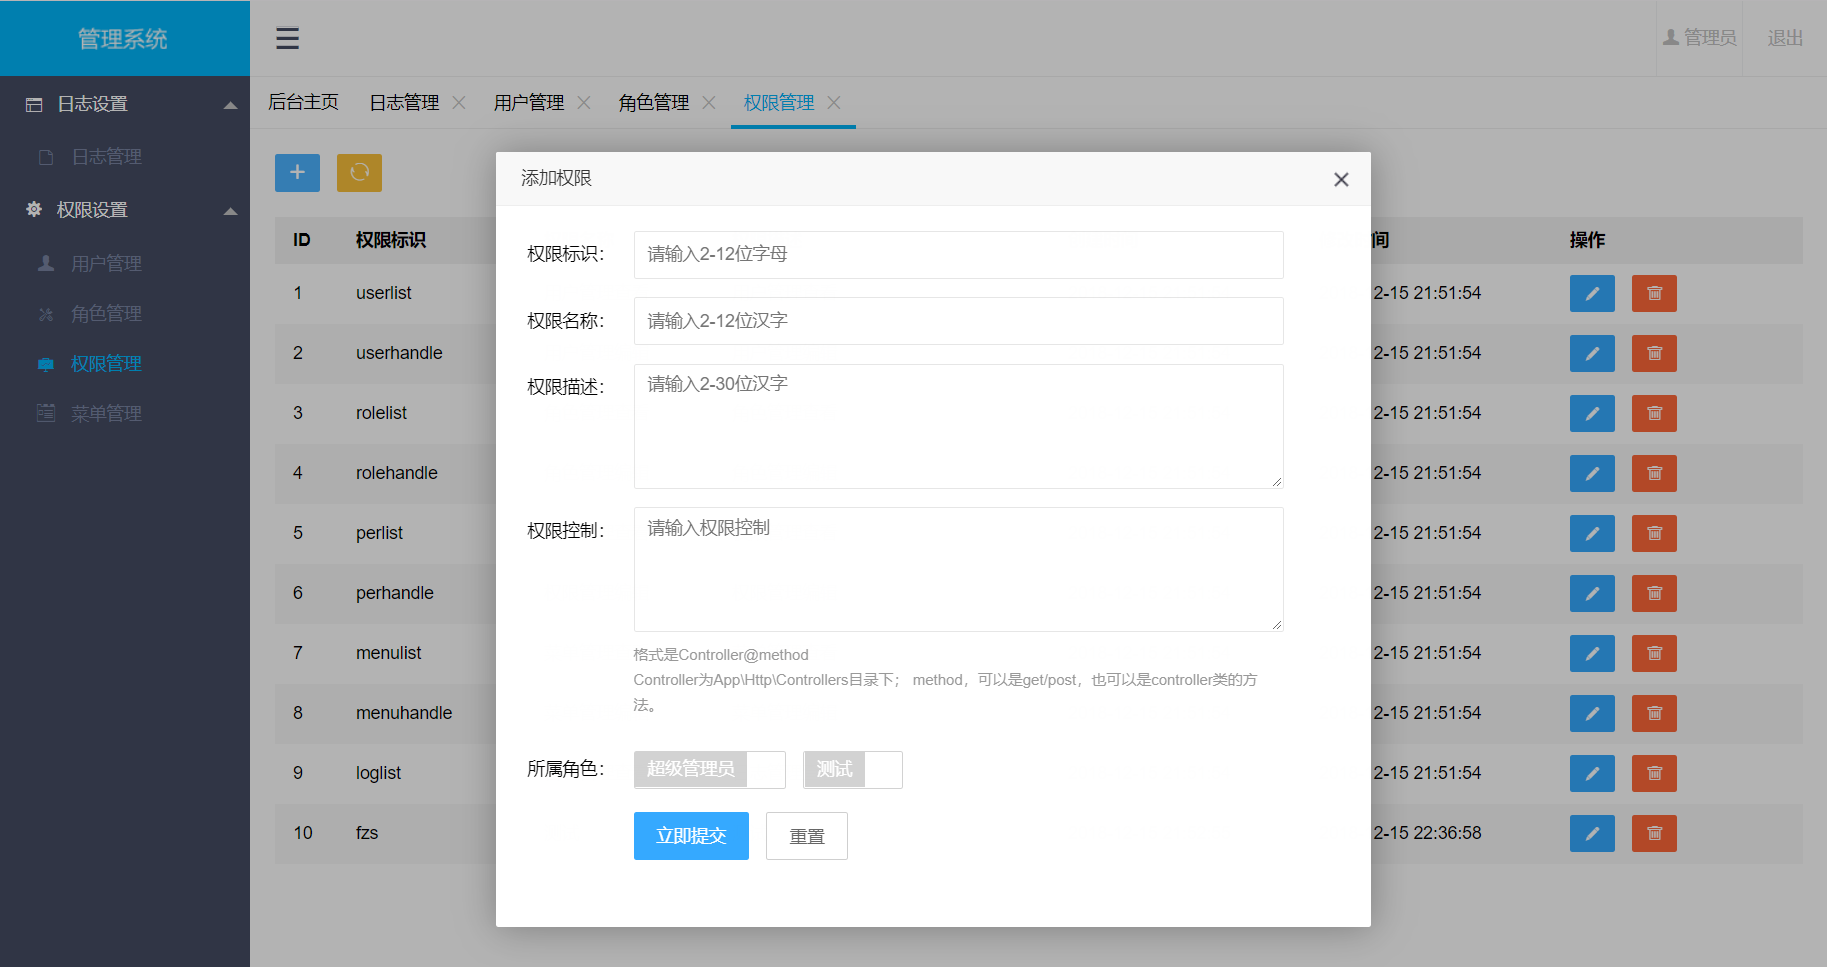 管理系统
管理员
退出
日志设置
日志管理
权限设置
用户管理
角色管理
权限管理
菜单管理
后台主页
日志管理
用户管理
角色管理
权限管理
添加权限
权限标识：
请输入2-12位字母
权限名称：
请输入2-12位汉字
权限描述：
请输入2-30位汉字
权限控制：
请输入权限控制
格式是Controller@method
Controller为App\Http\Controllers目录下； method，可以是get/post，也可以是controller类的方
法。
所属角色：
超级管理员
测试
立即提交
重置
ID 权限标识 间 操作
1 userlist 2-15 21:51:54
2 userhandle 2-15 21:51:54
3 rolelist 2-15 21:51:54
4 rolehandle 2-15 21:51:54
5 perlist 2-15 21:51:54
6 perhandle 2-15 21:51:54
7 menulist 2-15 21:51:54
8 menuhandle 2-15 21:51:54
9 loglist 2-15 21:51:54
10 fzs 2-15 22:36:58